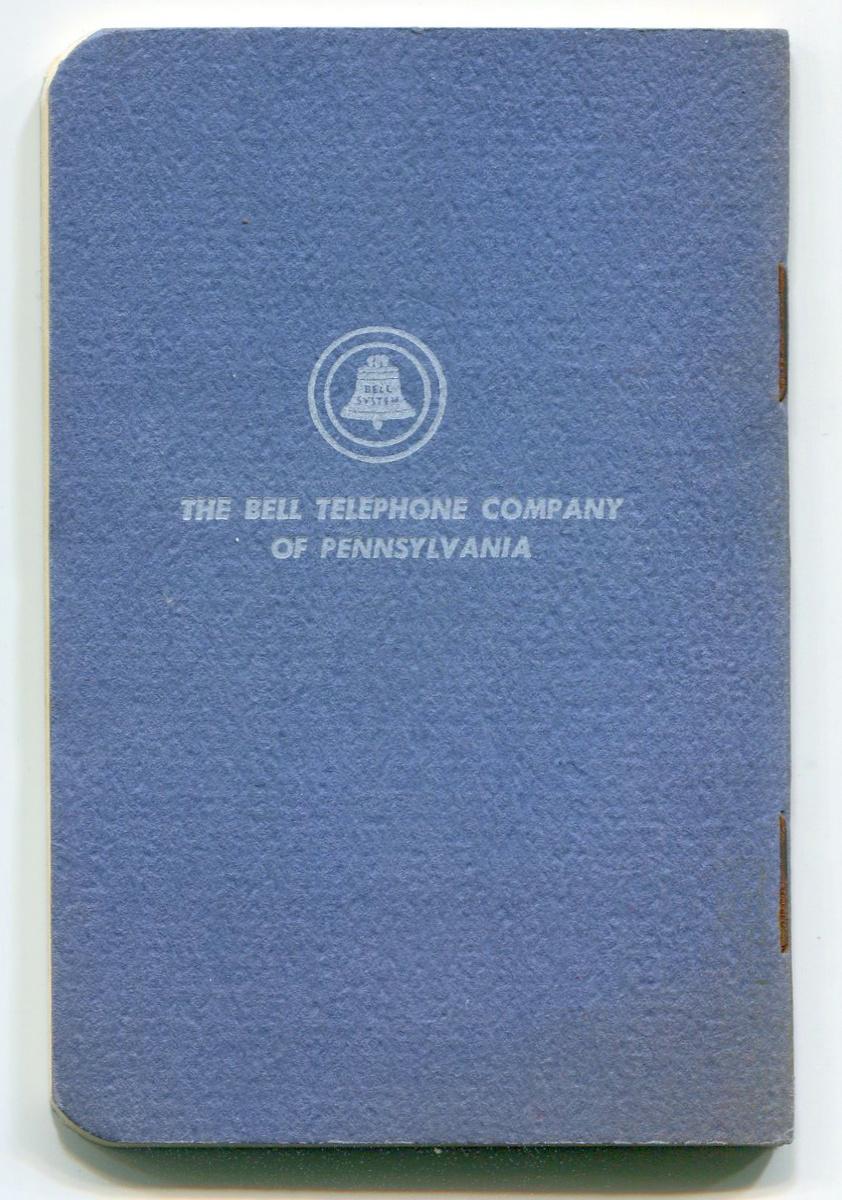 BELL
SYSTEM
THE BELL TELEPHONE COMPANY
OF PENNSYLVANIA